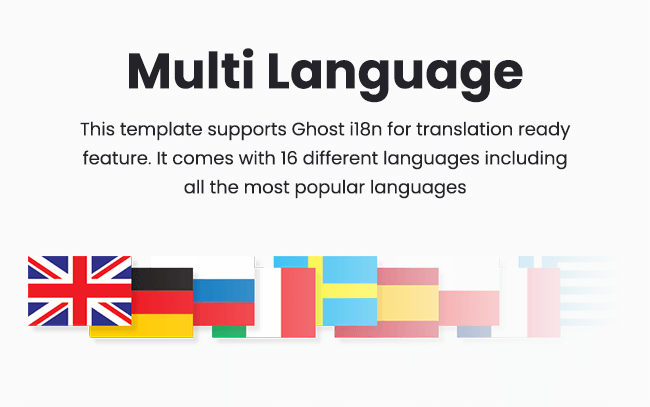 Multi Language
This template supports Ghost i18n for translation ready
feature. It comes with 16 different languages including
all the most popular languages